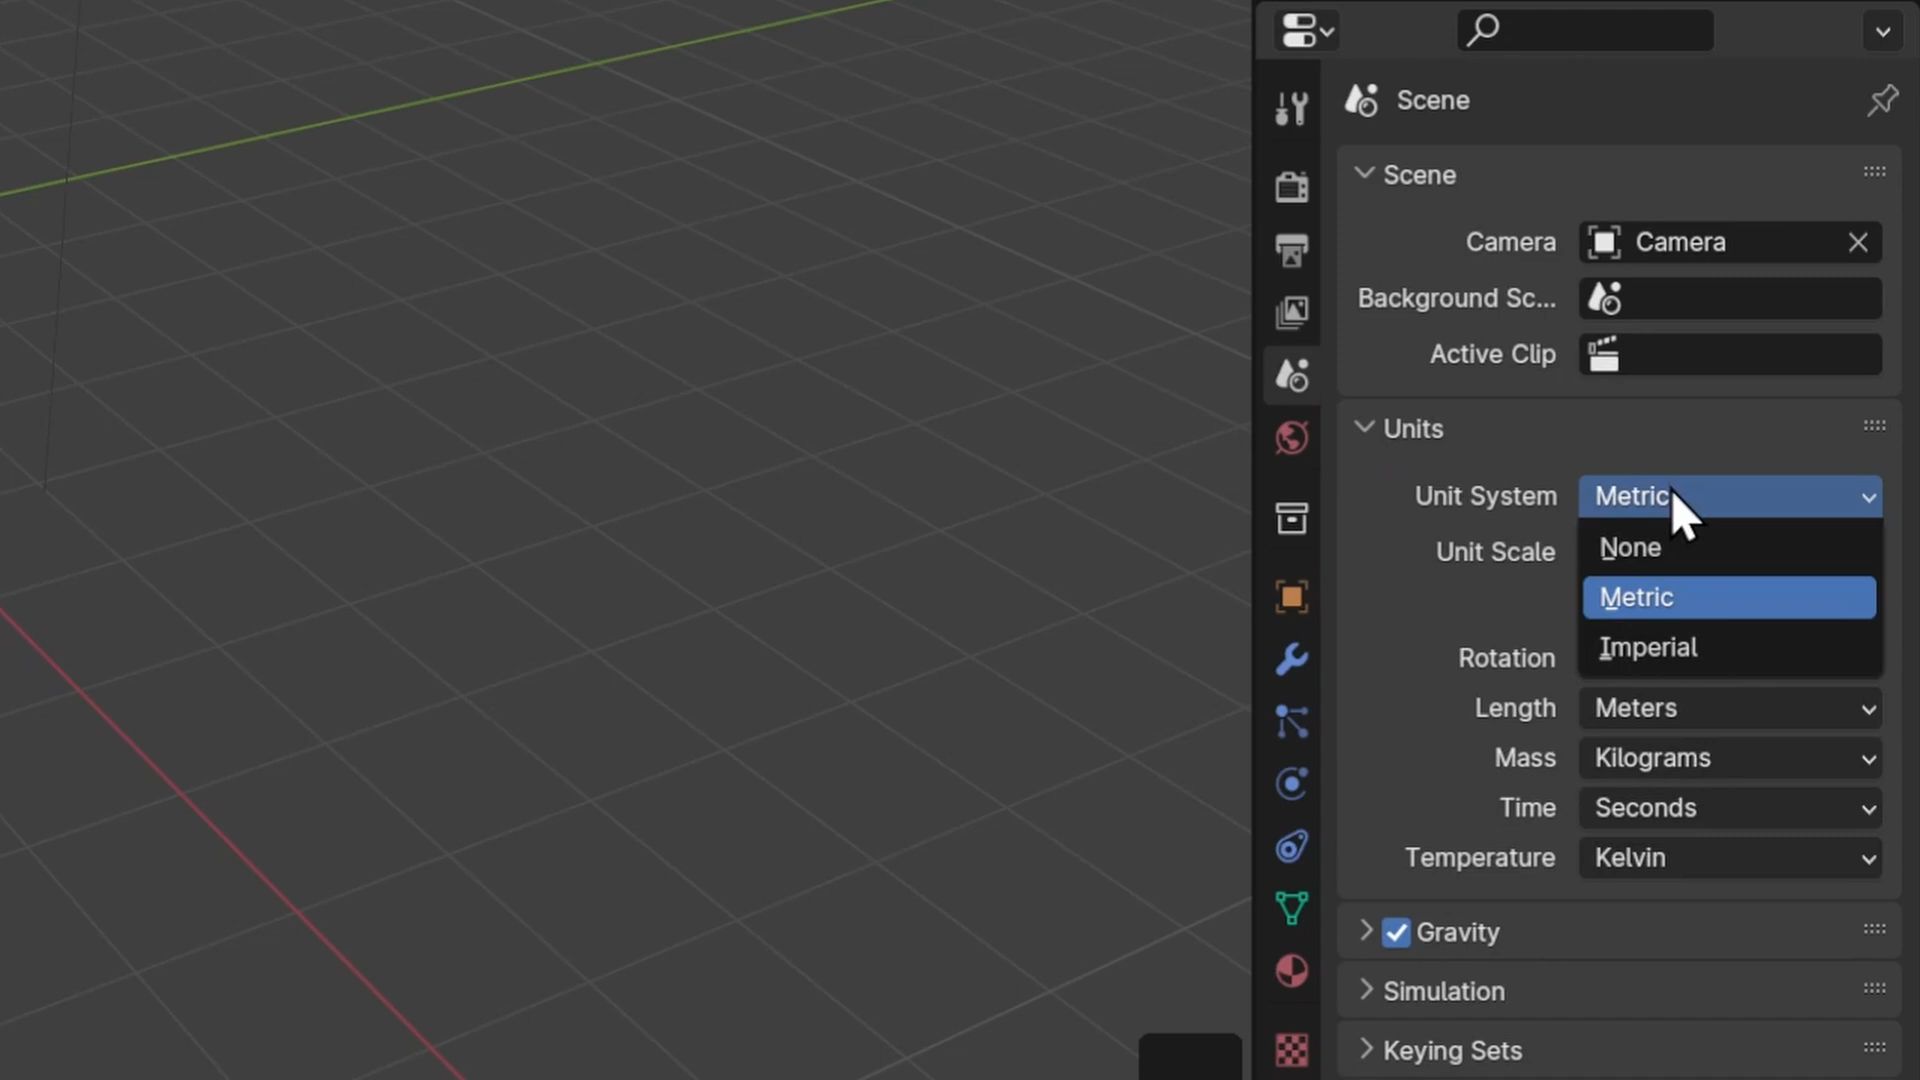 Scene
Scene
Camera Camera
Background Sc...
Active Clip
Units
Unit System Metric
None
Unit Scale
Metric
Imperial
Rotation
Length Meters
Mass Kilograms
Time Seconds
Temperature Kelvin
Gravity
Simulation
Keying Sets